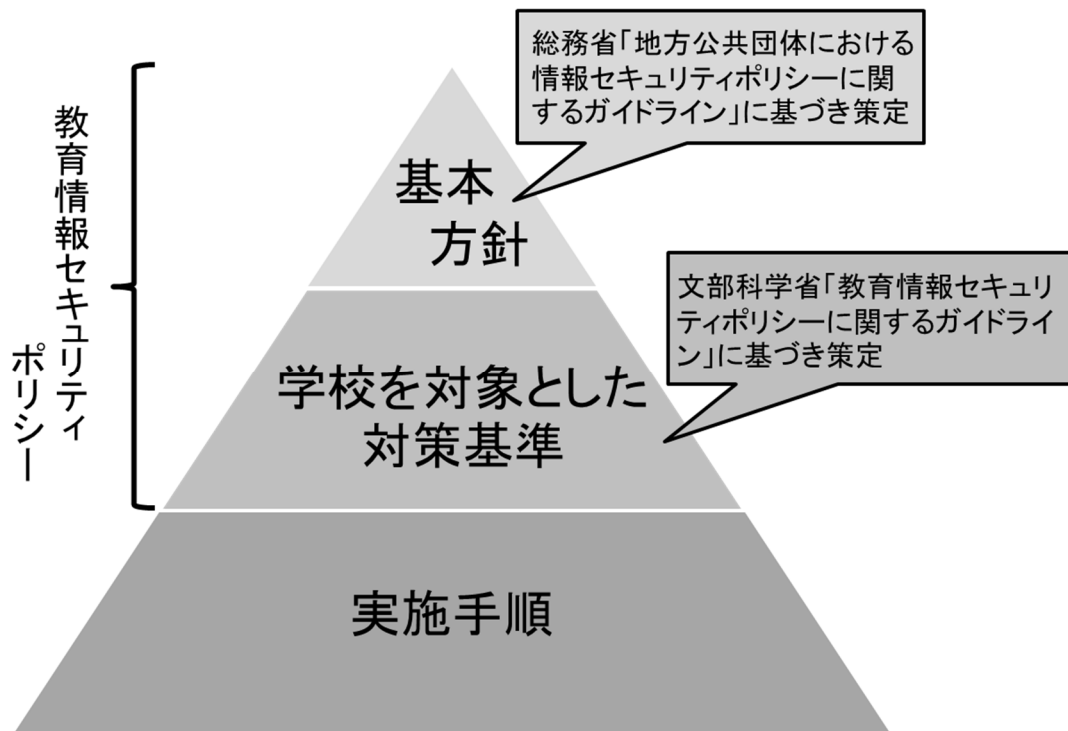 教育情報セキュリティ
ポリシー
総務省「地方公共団体における
情報セキュリティポリシーに関
するガイドライン」に基づき策定
基本
方針
文部科学省「教育情報セキュリ
ティポリシーに関するガイドライ
ン」に基づき策定
学校を対象とした
対策基準
実施手順